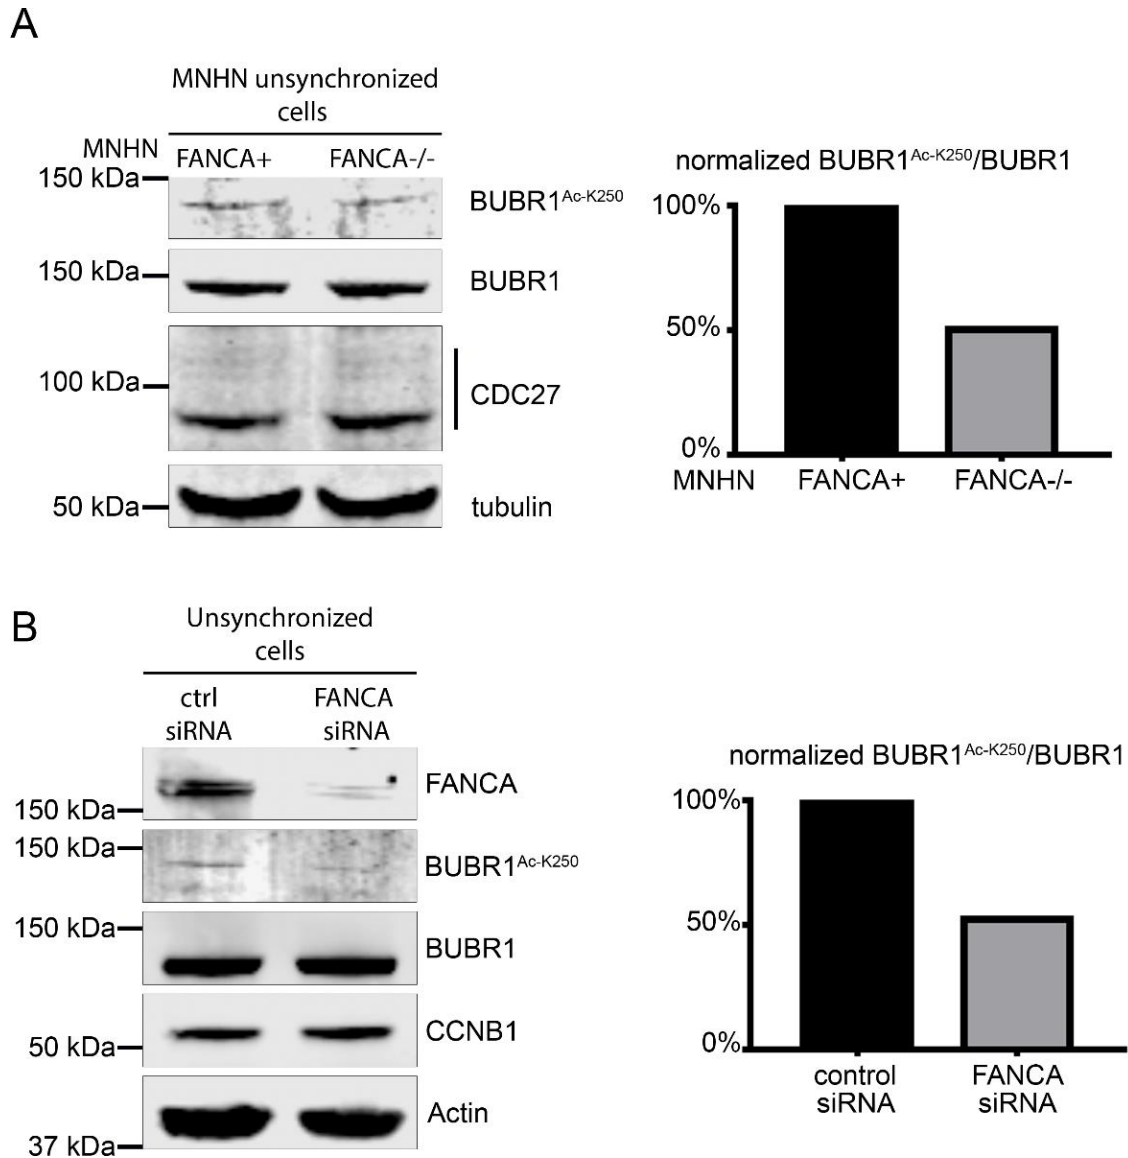 A
MNHN unsynchronized
cells
MNHN FANCA+ FANCA-/-
150 kDa
BUBR1Ac-K250
150 kDa
BUBR1
100 kDa
CDC27
50 kDa
tubulin
normalized BUBR1Ac-K250/BUBR1
100%
50%
0%
MNHN FANCA+ FANCA-/-
B
Unsynchronized
cells
ctrl
siRNA
FANCA
siRNA
FANCA
150 kDa
150 kDa
BUBR1Ac-K250
150 kDa
BUBR1
CCNB1
50 kDa
Actin
37 kDa
normalized BUBR1Ac-K250/BUBR1
100%
50%
0%
control
siRNA
FANCA
siRNA